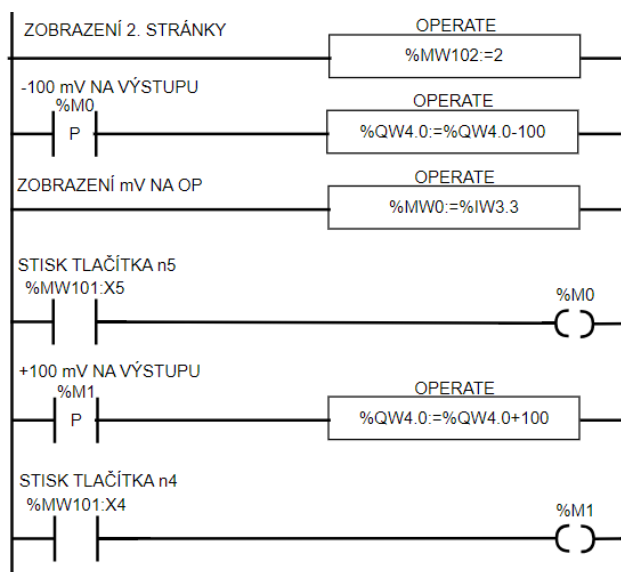 ZOBRAZENÍ 2. STRÁNKY
OPERATE
%MW102:=2
-100 mV NA VÝSTUPU
%M0
P
OPERATE
%QW4.0:=%QW4.0-100
ZOBRAZENÍ mV NA OP
OPERATE
%MW0:=%IW3.3
STISK TLAČÍTKA n5
%MW101:X5
%M0
+100 mV NA VÝSTUPU
%M1
P
OPERATE
%QW4.0:=%QW4.0+100
STISK TLAČÍTKA n4
%MW101:X4
%M1